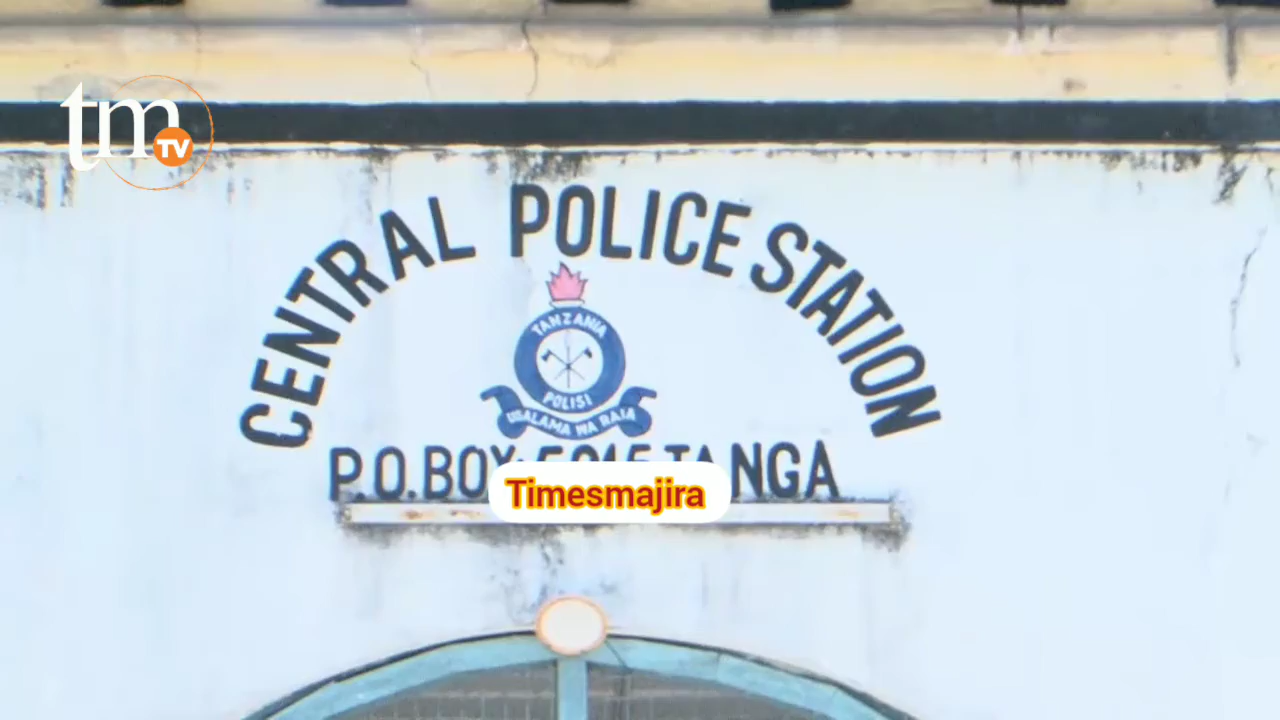 tm
TV
CENTRAL POLICE STATION
TANZANIA
POLISI
USALAMA WA RAIA
P.O.BOX TANGA
Timesmajira